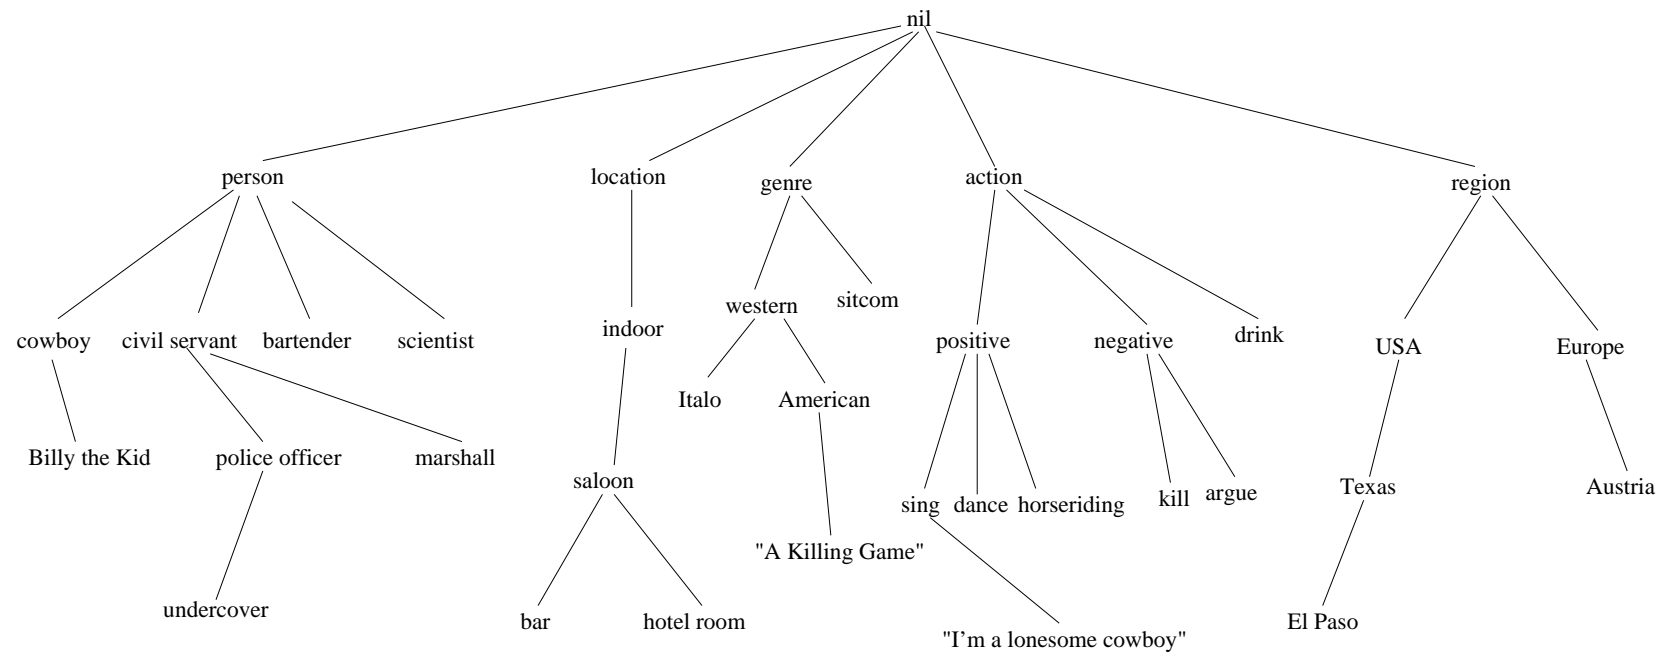 nil
person
location
genre
action
region
cowboy
civil servant
bartender
scientist
indoor
western
sitcom
positive
negative
drink
USA
Europe
Billy the Kid
police officer
marshall
saloon
Italo
American
sing
dance
horseriding
kill
argue
Texas
Austria
"A Killing Game"
undercover
bar
hotel room
"I'm a lonesome cowboy"
El Paso